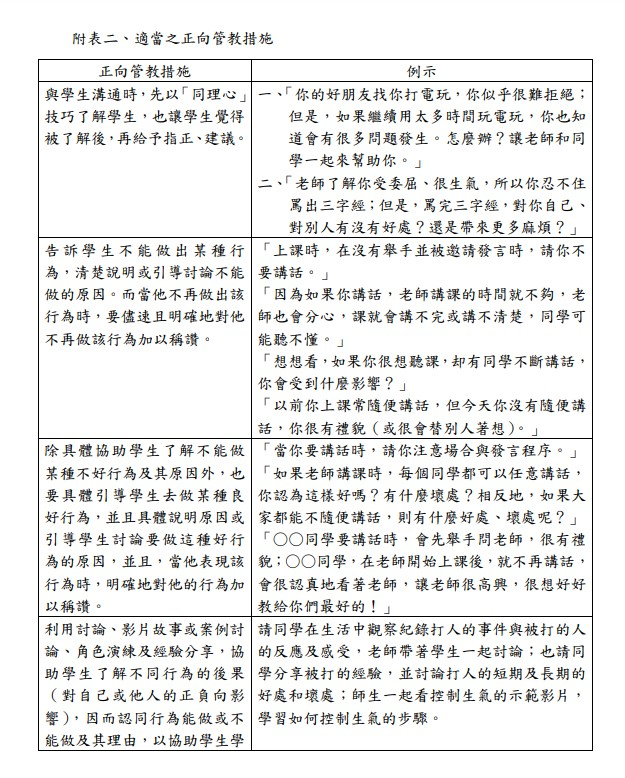 附表二、適當之正向管教措施
正向管教措施
例示
與學生溝通時，先以「同理心」
技巧了解學生，也讓學生覺得
被了解後，再給予指正、建議。
一、「你的好朋友找你打電玩，你似乎很難拒絕；
但是，如果繼續用太多時間玩電玩，你也知
道會有很多問題發生。怎麼辦？讓老師和同
學一起來幫助你。」
二、「老師了解你受委屈、很生氣，所以你忍不住
罵出三字經；但是，罵完三字經，對你自己、
對別人有沒有好處？還是帶來更多麻煩？」
告訴學生不能做出某種行
為，清楚說明或引導討論不能
做的原因。而當他不再做出該
行為時，要儘速且明確地對他
不再做該行為加以稱讚。
「上課時，在沒有舉手並被邀請發言時，請你不
要講話。」
「因為如果你講話，老師講課的時間就不夠，老
師也會分心，課就會講不完或講不清楚，同學可
能聽不懂。」
「想想看，如果你很想聽課，却有同學不斷講話，
你會受到什麼影響？」
「以前你上課常隨便講話，但今天你沒有隨便講
話，你很有禮貌（或很會替別人著想）。」
除具體協助學生了解不能做
某種不好行為及其原因外，也
要具體引導學生去做某種良
好行為，並且具體說明原因或
引導學生討論要做這種好行
為的原因，並且，當他表現該
行為時，明確地對他的行為加
以稱讚。
「當你要講話時，請你注意場合與發言程序。」
「如果老師講課時，每個同學都可以任意講話，
你認為這樣好嗎？有什麼壞處？相反地，如果大
家都能不隨便講話，則有什麼好處、壞處呢？」
「○○同學要講話時，會先舉手問老師，很有禮
貌；○○同學，在老師開始上課後，就不再講話，
會很認真地看著老師，讓老師很高興，很想好好
教給你們最好的！」
利用討論、影片故事或案例討
論、角色演練及經驗分享，協
助學生了解不同行為的後果
（對自己或他人的正負向影
響），因而認同行為能做或不
能做及其理由，以協助學生學
請同學在生活中觀察紀錄打人的事件與被打的人
的反應及感受，老師帶著學生一起討論；也請同
學分享被打的經驗，並討論打人的短期及長期的
好處和壞處；師生一起看控制生氣的示範影片，
學習如何控制生氣的步驟。